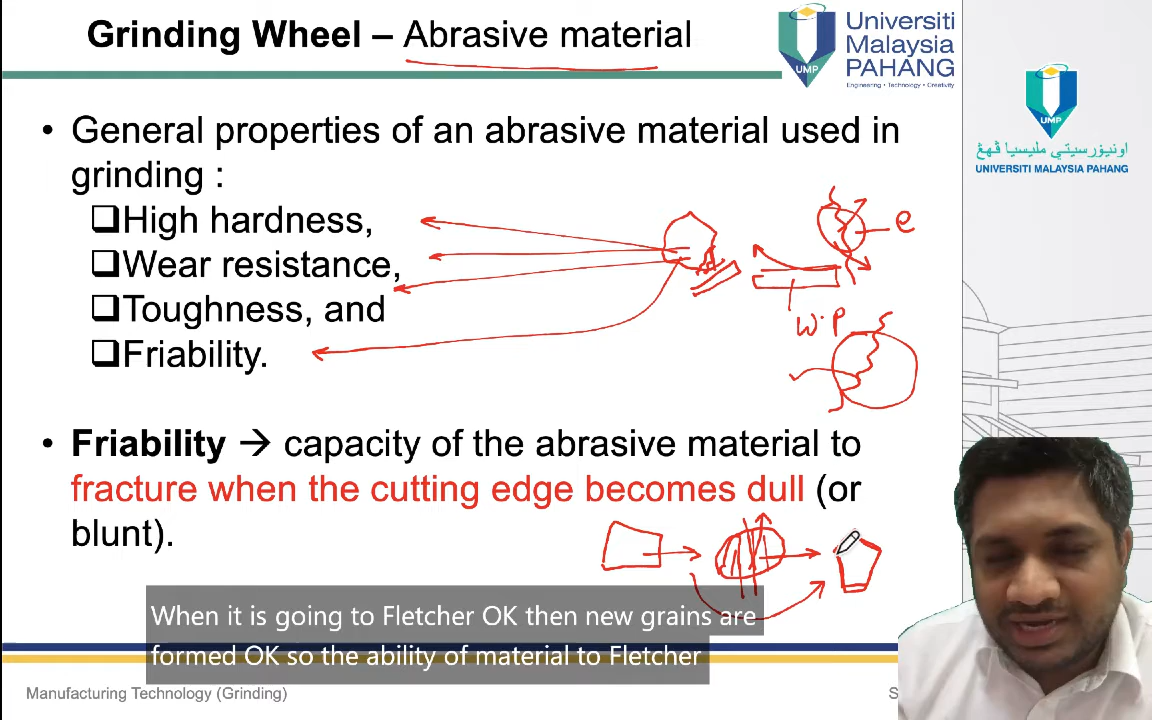 Grinding Wheel – Abrasive material
Universiti
Malaysia
PAHANG
Engineering • Technology • Creativity
UMP
UMP
اونيۏرسيتي مليسيا ڤهڠ
UNIVERSITI MALAYSIA PAHANG
• General properties of an abrasive material used in
grinding :
❑High hardness,
❑Wear resistance,
❑Toughness, and
❑Friability.
e
W.P
• Friability → capacity of the abrasive material to
fracture when the cutting edge becomes dull (or
blunt).
When it is going to Fletcher OK then new grains are
formed OK so the ability of material to Fletcher
Manufacturing Technology (Grinding)
S